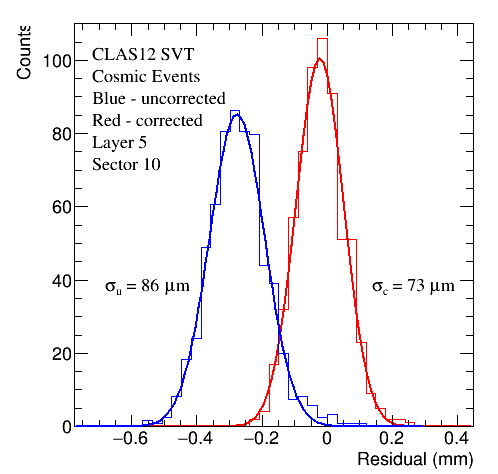 Counts
100
80
60
40
20
0
CLAS12 SVT
Cosmic Events
Blue - uncorrected
Red - corrected
Layer 5
Sector 10
σu = 86 μm
σc = 73 μm
−0.6 −0.4 −0.2 0 0.2 0.4
Residual (mm)